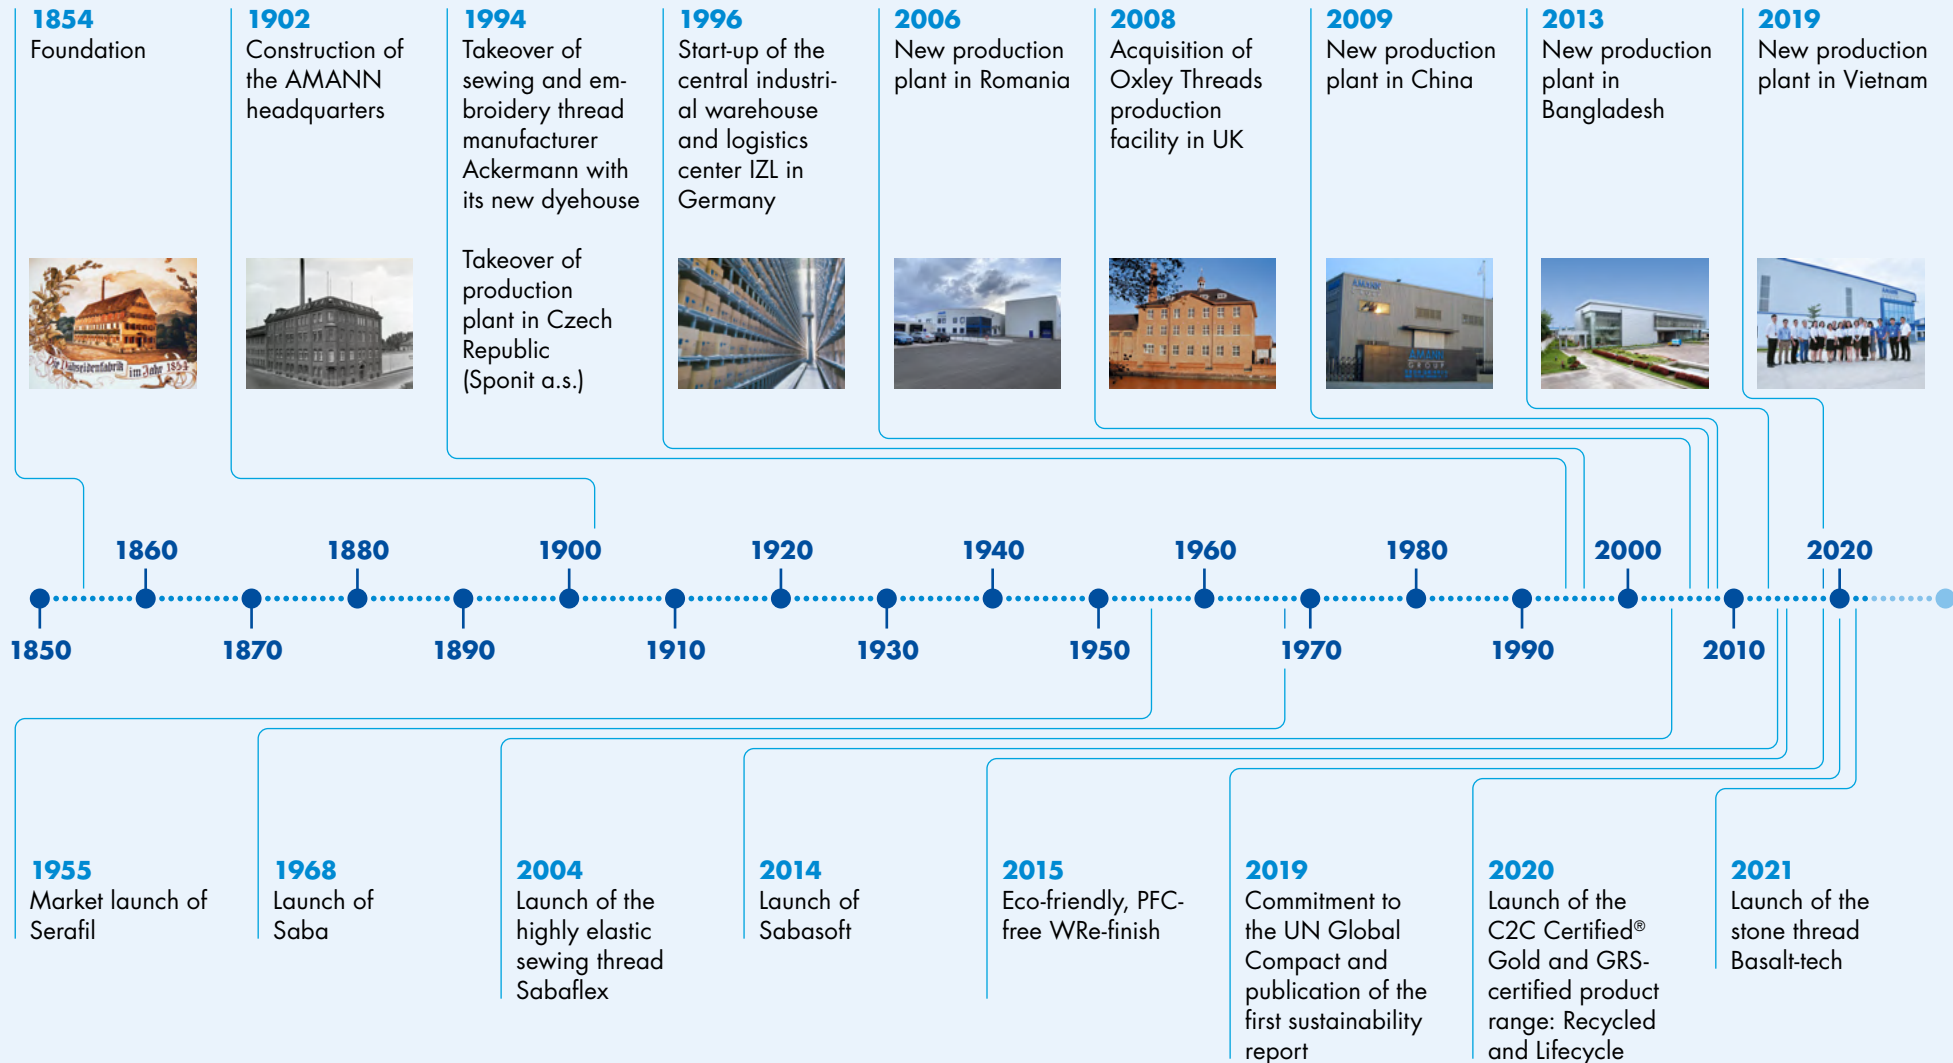 1854
Foundation
1902
Construction of
the AMANN
headquarters
1994
Takeover of
sewing and em-
broidery thread
manufacturer
Ackermann with
its new dyehouse
Takeover of
production
plant in Czech
Republic
(Sponit a.s.)
1996
Start-up of the
central industri-
al warehouse
and logistics
center IZL in
Germany
2006
New production
plant in Romania
2008
Acquisition of
Oxley Threads
production
facility in UK
2009
New production
plant in China
2013
New production
plant in
Bangladesh
2019
New production
plant in Vietnam
im Jahr 1854
AMANN
AMANN
GROUP
AMANN
1860
1880
1900
1920
1940
1960
1980
2000
2020
1850
1870
1890
1910
1930
1950
1970
1990
2010
1955
Market launch of
Serafil
1968
Launch of
Saba
2004
Launch of the
highly elastic
sewing thread
Sabaflex
2014
Launch of
Sabasoft
2015
Eco-friendly, PFC-
free WRe-finish
2019
Commitment to
the UN Global
Compact and
publication of the
first sustainability
report
2020
Launch of the
C2C Certified®
Gold and GRS-
certified product
range: Recycled
and Lifecycle
2021
Launch of the
stone thread
Basalt-tech